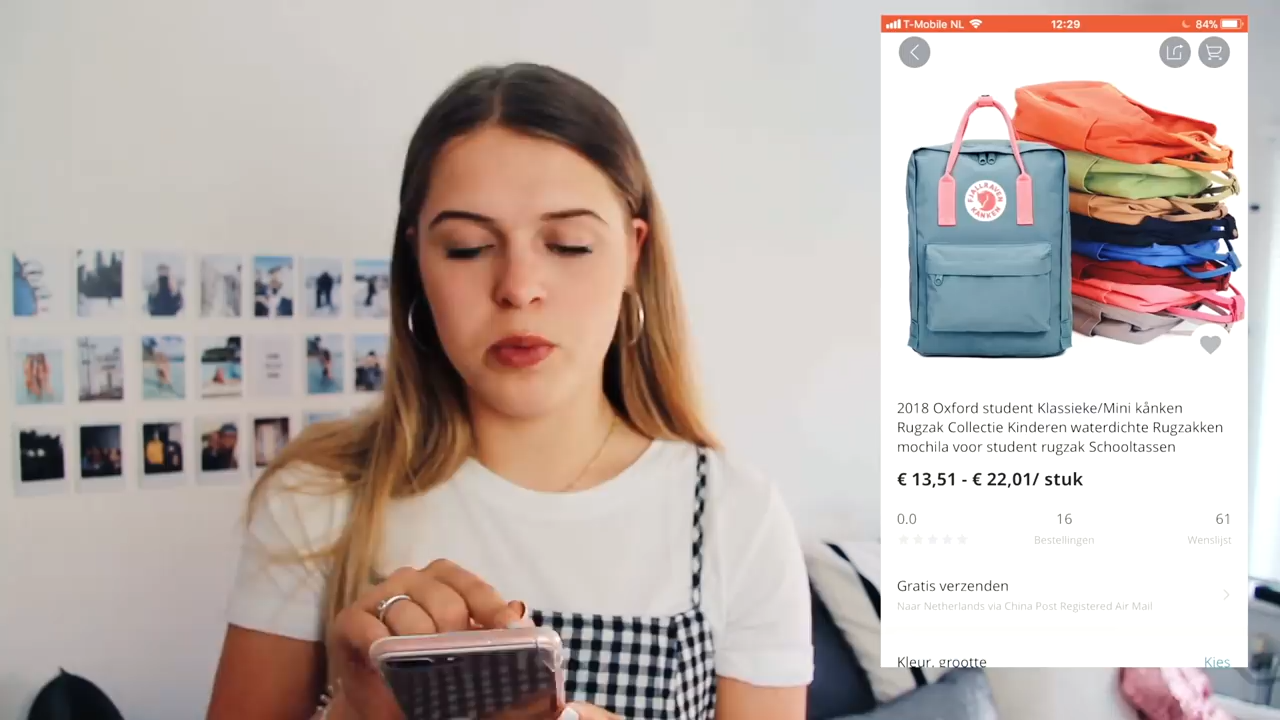 T-Mobile NL 12:29 84%
FJÄLLRÄVEN
KÅNKEN
2018 Oxford student Klassieke/Mini kånken
Rugzak Collectie Kinderen waterdichte Rugzakken
mochila voor student rugzak Schooltassen
€ 13,51 - € 22,01/ stuk
0.0 16 61
Bestellingen Wenslijst
Gratis verzenden
Naar Netherlands via China Post Registered Air Mail
Kleur, grootte Kies